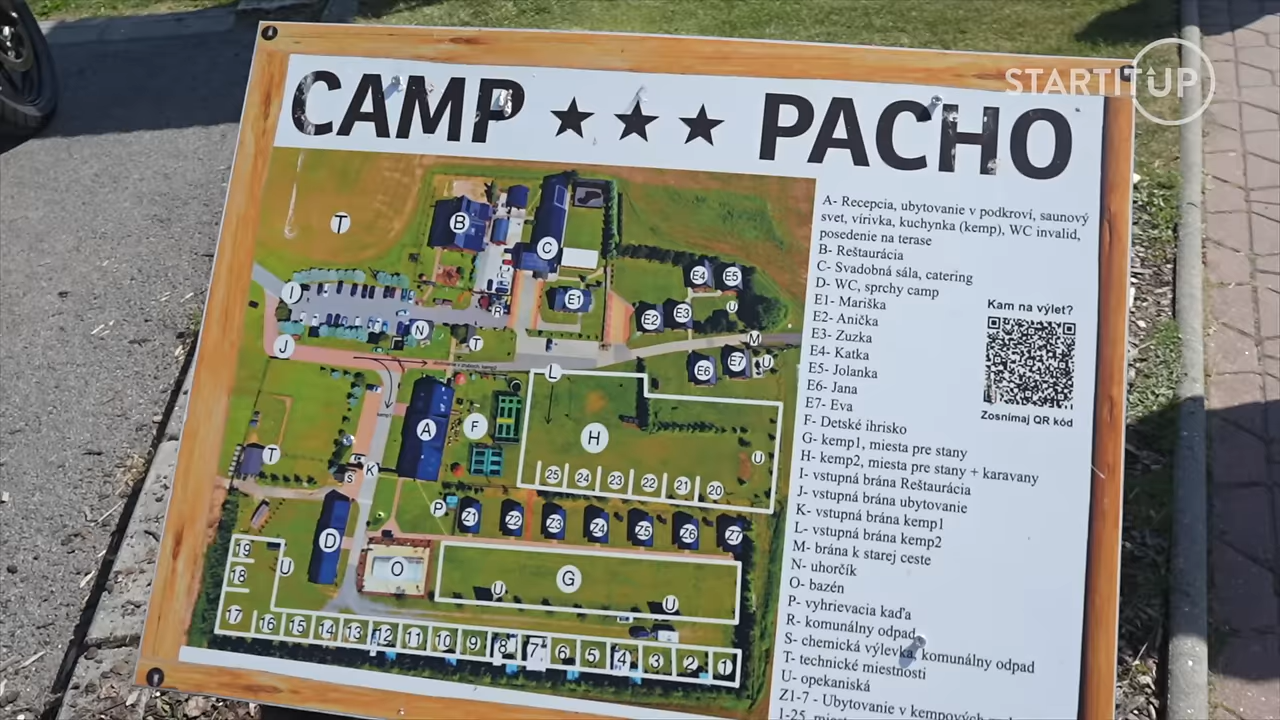 STARTITUP
CAMP ★★★ PACHO
A- Recepcia, ubytovanie v podkroví, saunový
svet, vírivka, kuchynka (kemp), WC invalid,
posedenie na terase
B- Reštaurácia
C- Svadobná sála, catering
D- WC, sprchy camp
E1- Mariška
E2- Anička
E3- Zuzka
E4- Katka
E5- Jolanka
E6- Jana
E7- Eva
F- Detské ihrisko
G- kemp1, miesta pre stany
H- kemp2, miesta pre stany + karavany
I- vstupná brána Reštaurácia
J- vstupná brána ubytovanie
K- vstupná brána kemp1
L- vstupná brána kemp2
M- brána k starej ceste
N- uhorčík
O- bazén
P- vyhrievacia kaďa
R- komunálny odpad
S- chemická výlevka, komunálny odpad
T- technické miestnosti
U- opekaniská
Z1-7 - Ubytovanie v kempových
1-25
Kam na výlet?
Zosnímaj QR kód
T
B
C
I
N
R
E1
E4 E5
E2 E3
U
J
T
M
L
E6 E7 U
kemp1
A
F
H
U
T
K
S
25 24 23 22 21 20
P
Z1 Z2 Z3 Z4 Z5 Z6 Z7
D
O
G
U
U
U
19
18
17 16 15 14 13 12 11 10 9 8 7 6 5 4 3 2 1